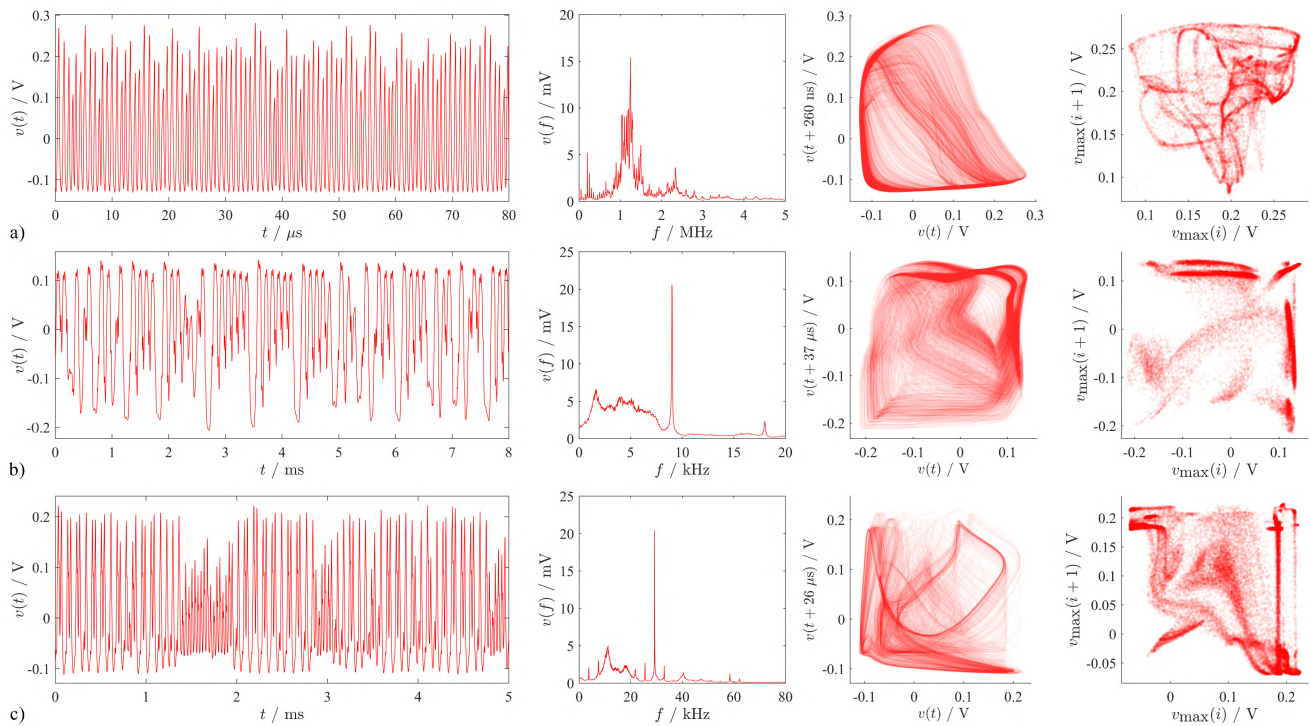 0.3
0.2
0.1
0
-0.1
v(t) / V
0 10 20 30 40 50 60 70 80
t / μs
a)
20
15
10
5
0
v(f) / mV
0 1 2 3 4 5
f / MHz
0.3
0.2
0.1
0
-0.1
v(t + 260 ns) / V
-0.1 0 0.1 0.2 0.3
v(t) / V
0.25
0.2
0.15
0.1
vmax(i + 1) / V
0.1 0.15 0.2 0.25
vmax(i) / V
0.1
0
-0.1
-0.2
v(t) / V
0 1 2 3 4 5 6 7 8
t / ms
b)
25
20
15
10
5
0
v(f) / mV
0 5 10 15 20
f / kHz
0.1
0
-0.1
-0.2
v(t + 37 μs) / V
-0.2 -0.1 0 0.1
v(t) / V
0.1
0
-0.1
-0.2
vmax(i + 1) / V
-0.2 -0.1 0 0.1
vmax(i) / V
0.2
0.1
0
-0.1
v(t) / V
0 1 2 3 4 5
t / ms
c)
25
20
15
10
5
0
v(f) / mV
0 20 40 60 80
f / kHz
0.2
0.1
0
-0.1
v(t + 26 μs) / V
-0.1 0 0.1 0.2
v(t) / V
0.2
0.15
0.1
0.05
0
-0.05
vmax(i + 1) / V
0 0.1 0.2
vmax(i) / V